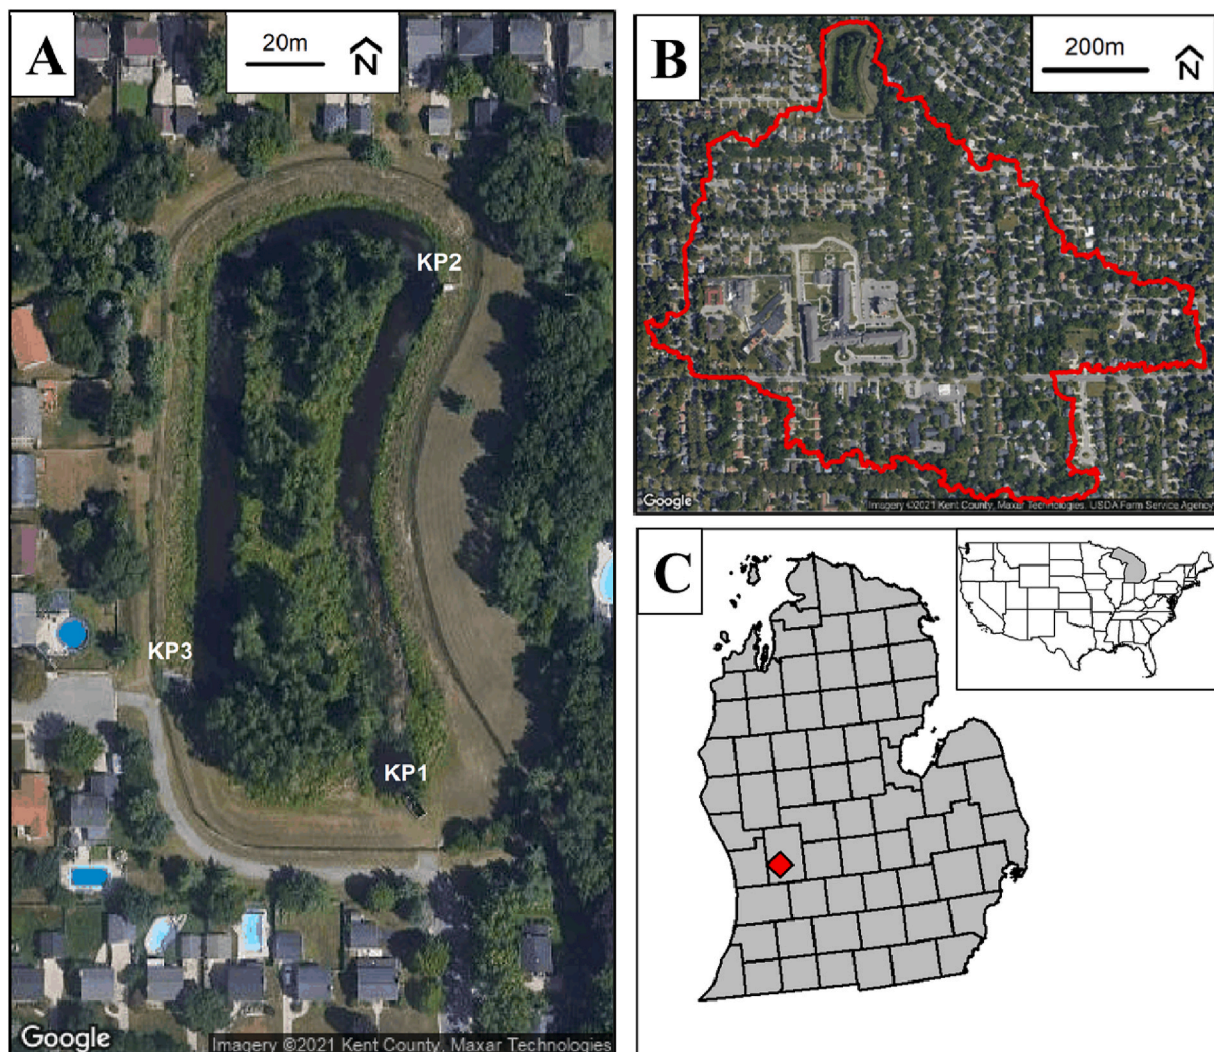 A
20m
N
KP2
KP3
KP1
Google
Imagery ©2021 Kent County, Maxar Technologies
B
200m
N
Google
Imagery ©2021 Kent County, Maxar Technologies, USDA Farm Service Agency
C